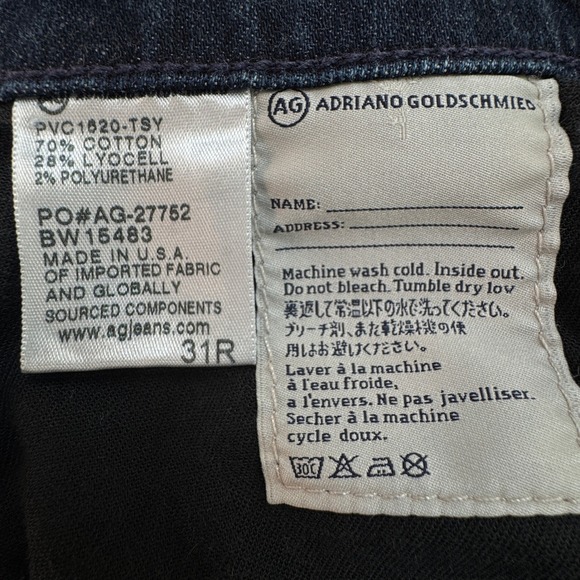 PVC1620-TSY
70% COTTON
28% LYOCELL
2% POLYURETHANE
PO#AG-27752
BW15483
MADE IN U.S.A.
OF IMPORTED FABRIC
AND GLOBALLY
SOURCED COMPONENTS
www.agjeans.com
31R
AG ADRIANO GOLDSCHMIED
NAME:
ADDRESS:
Machine wash cold. Inside out.
Do not bleach. Tumble dry low
裏返して常温以下の水で洗ってください。
ブリーチ剤、また乾燥機の使
用はお避けください。
Laver à la machine
à l'eau froide,
a l'envers. Ne pas javelliser.
Secher à la machine
cycle doux.
30C